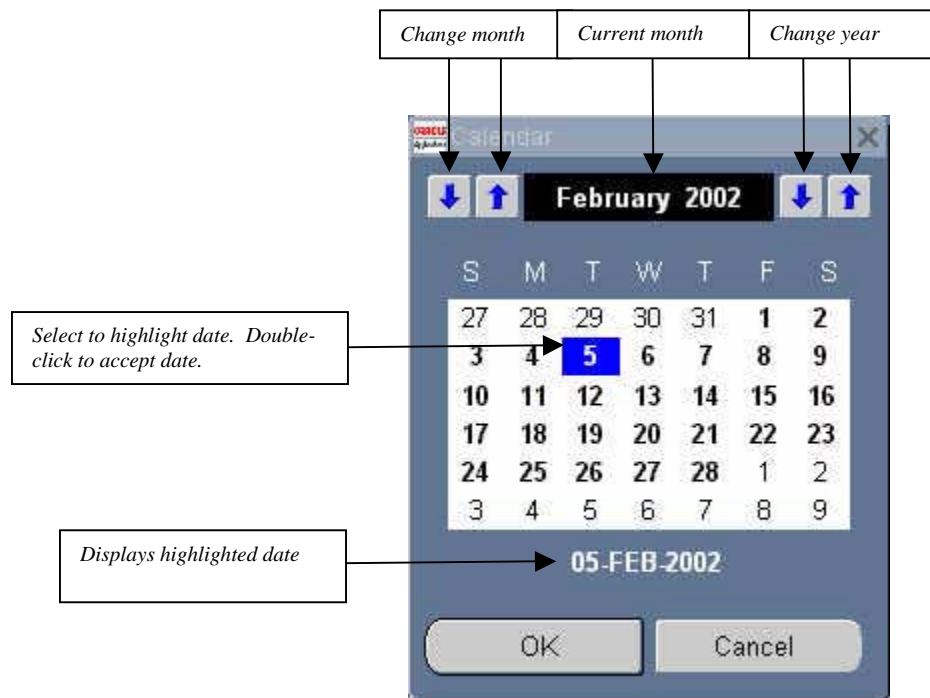 Change month
Current month
Change year
ORACLE
Calendar
February 2002
S M T W T F S
27 28 29 30 31 1 2
Select to highlight date. Double-
click to accept date.
3 4 5 6 7 8 9
10 11 12 13 14 15 16
17 18 19 20 21 22 23
24 25 26 27 28 1 2
3 4 5 6 7 8 9
Displays highlighted date
05-FEB-2002
OK
Cancel